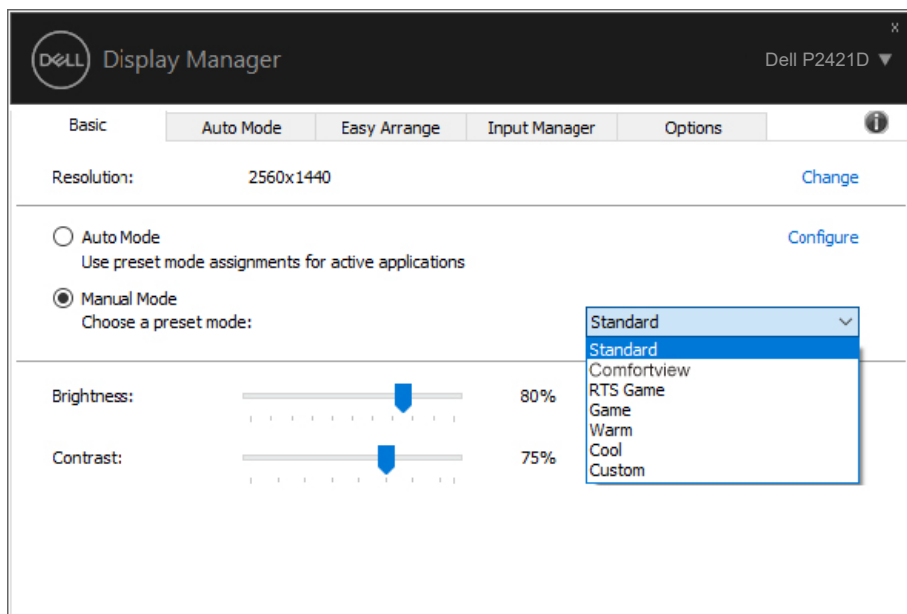 x
DELL Display Manager Dell P2421D ▼
Basic Auto Mode Easy Arrange Input Manager Options i
Resolution: 2560x1440 Change
Auto Mode Configure
Use preset mode assignments for active applications
Manual Mode
Choose a preset mode: Standard
Standard
Comfortview
RTS Game
Game
Warm
Cool
Custom
Brightness: 80%
Contrast: 75%